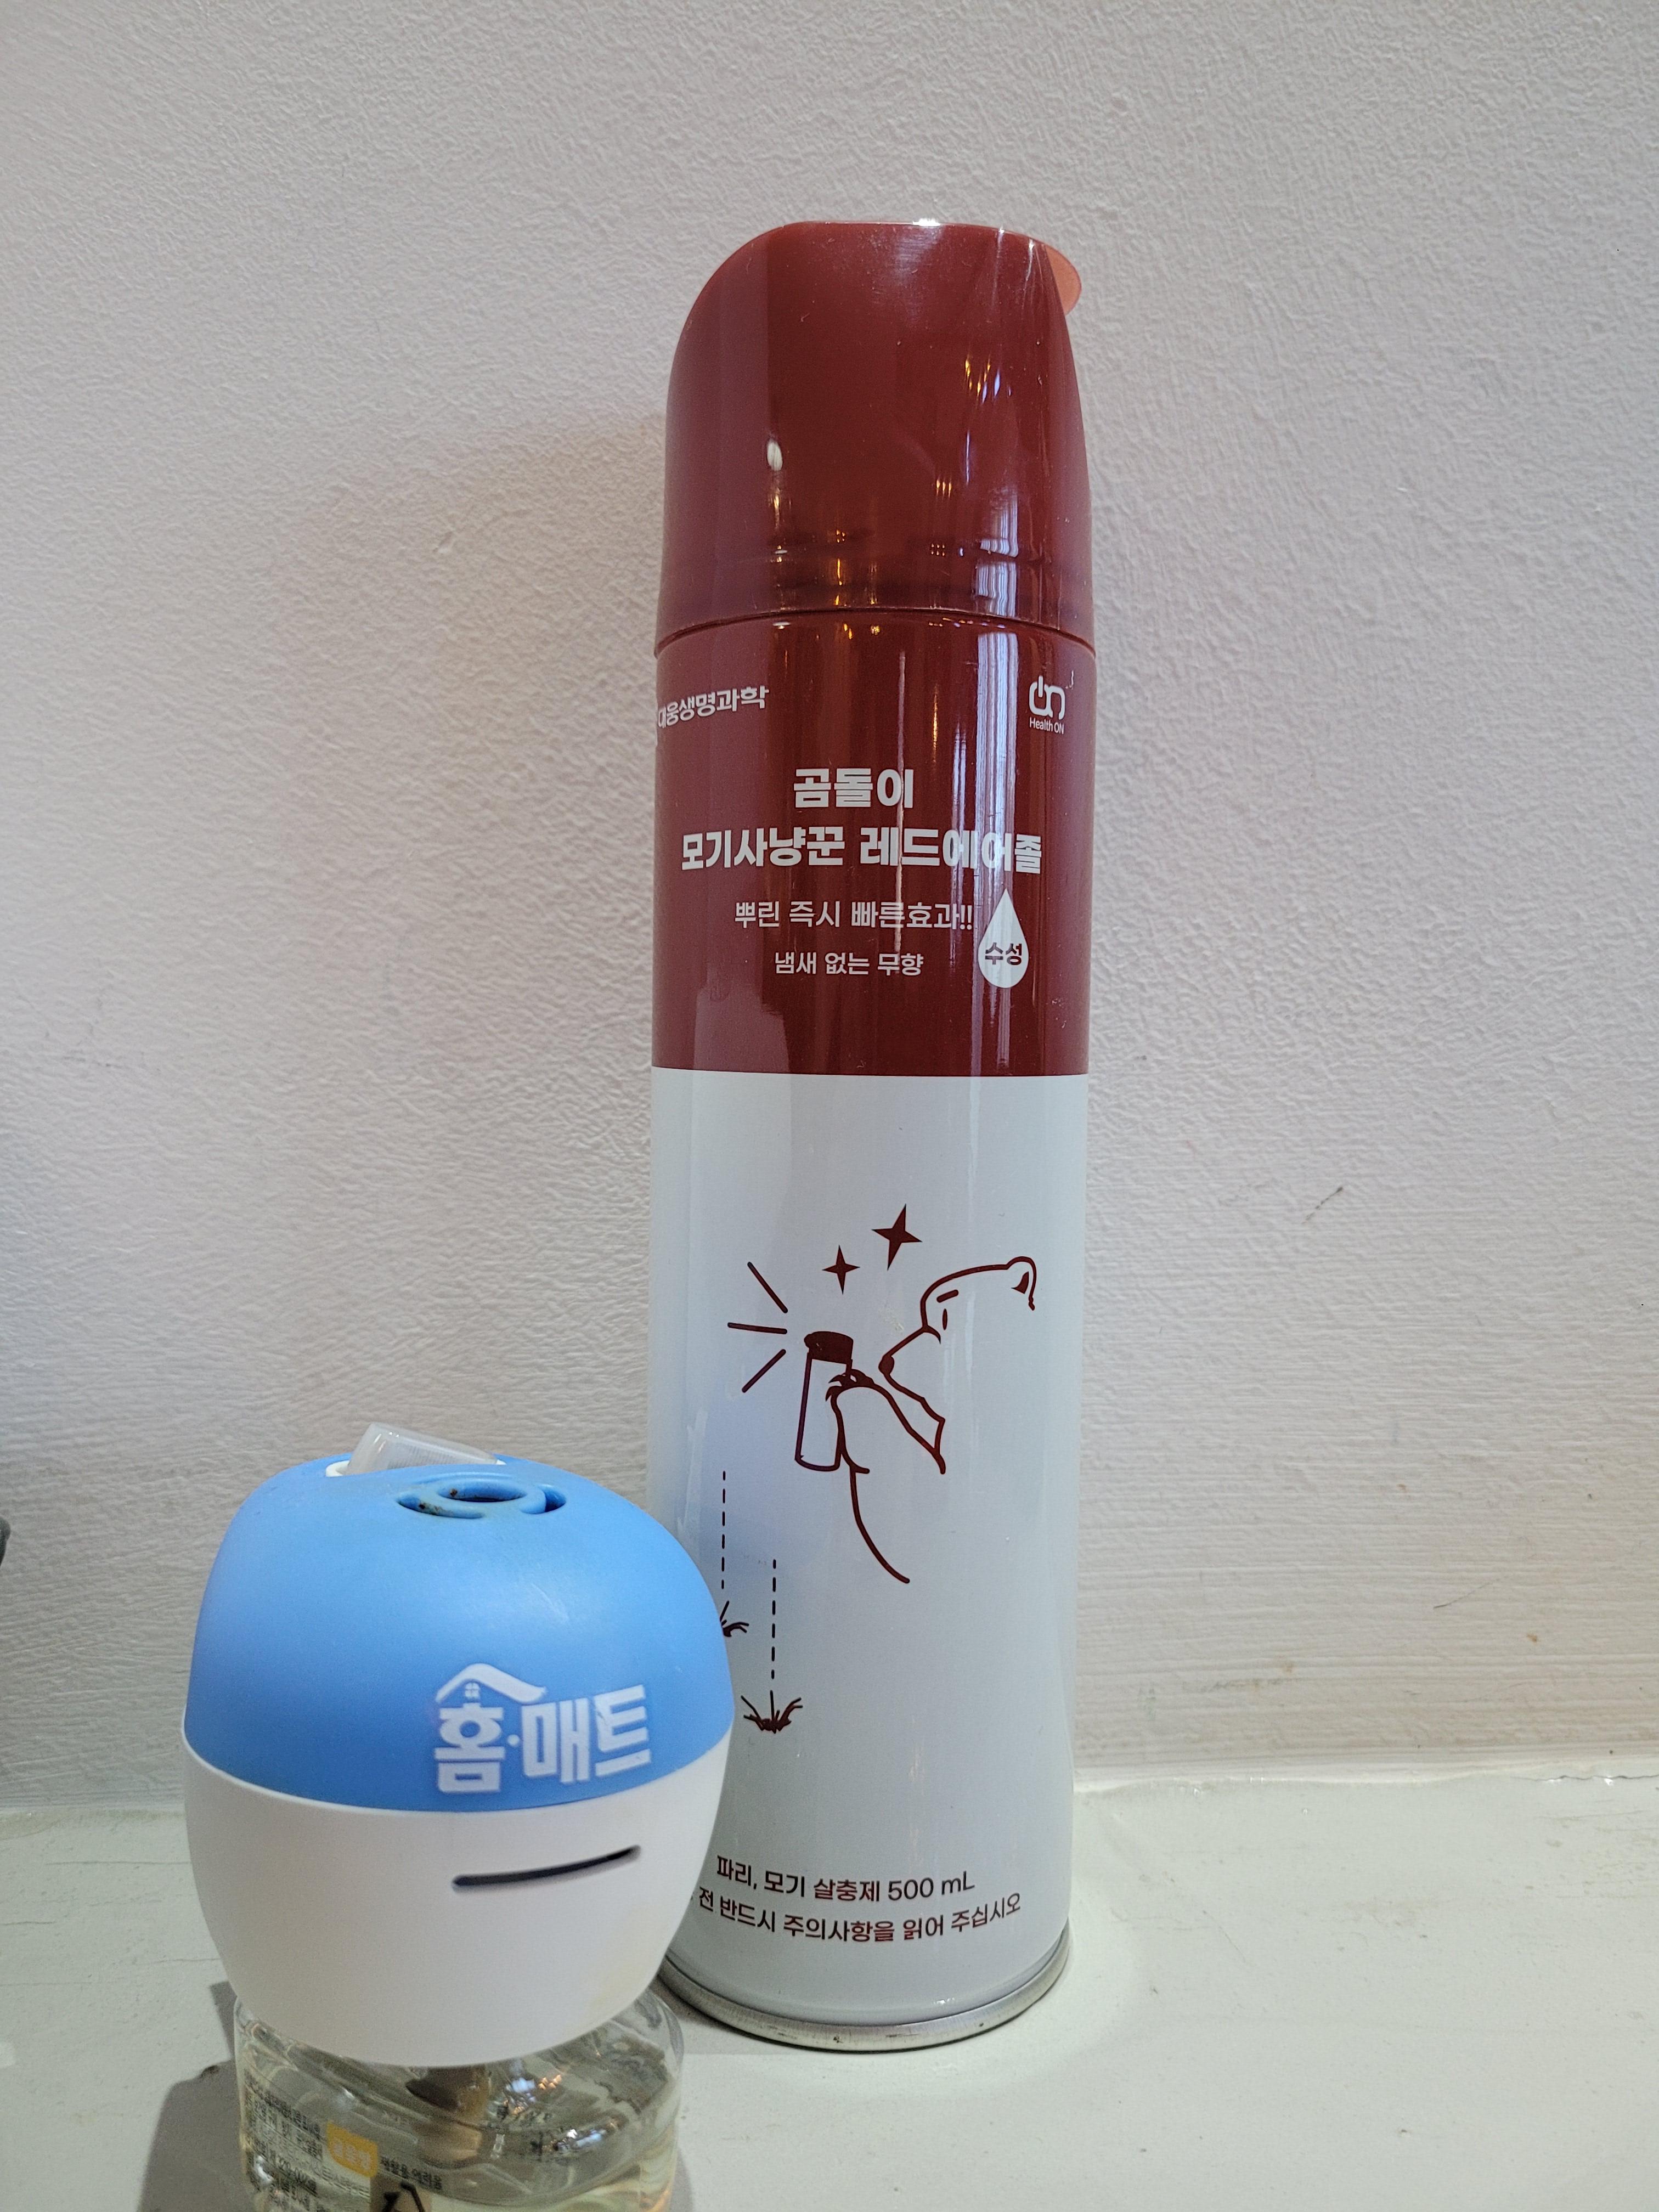 대웅생명과학
on
Health ON
곰돌이
모기사냥꾼 레드에어졸
뿌린 즉시 빠른효과!!
수성
냄새 없는 무향
홈·매트
파리, 모기 살충제 500 mL
전 반드시 주의사항을 읽어 주십시오